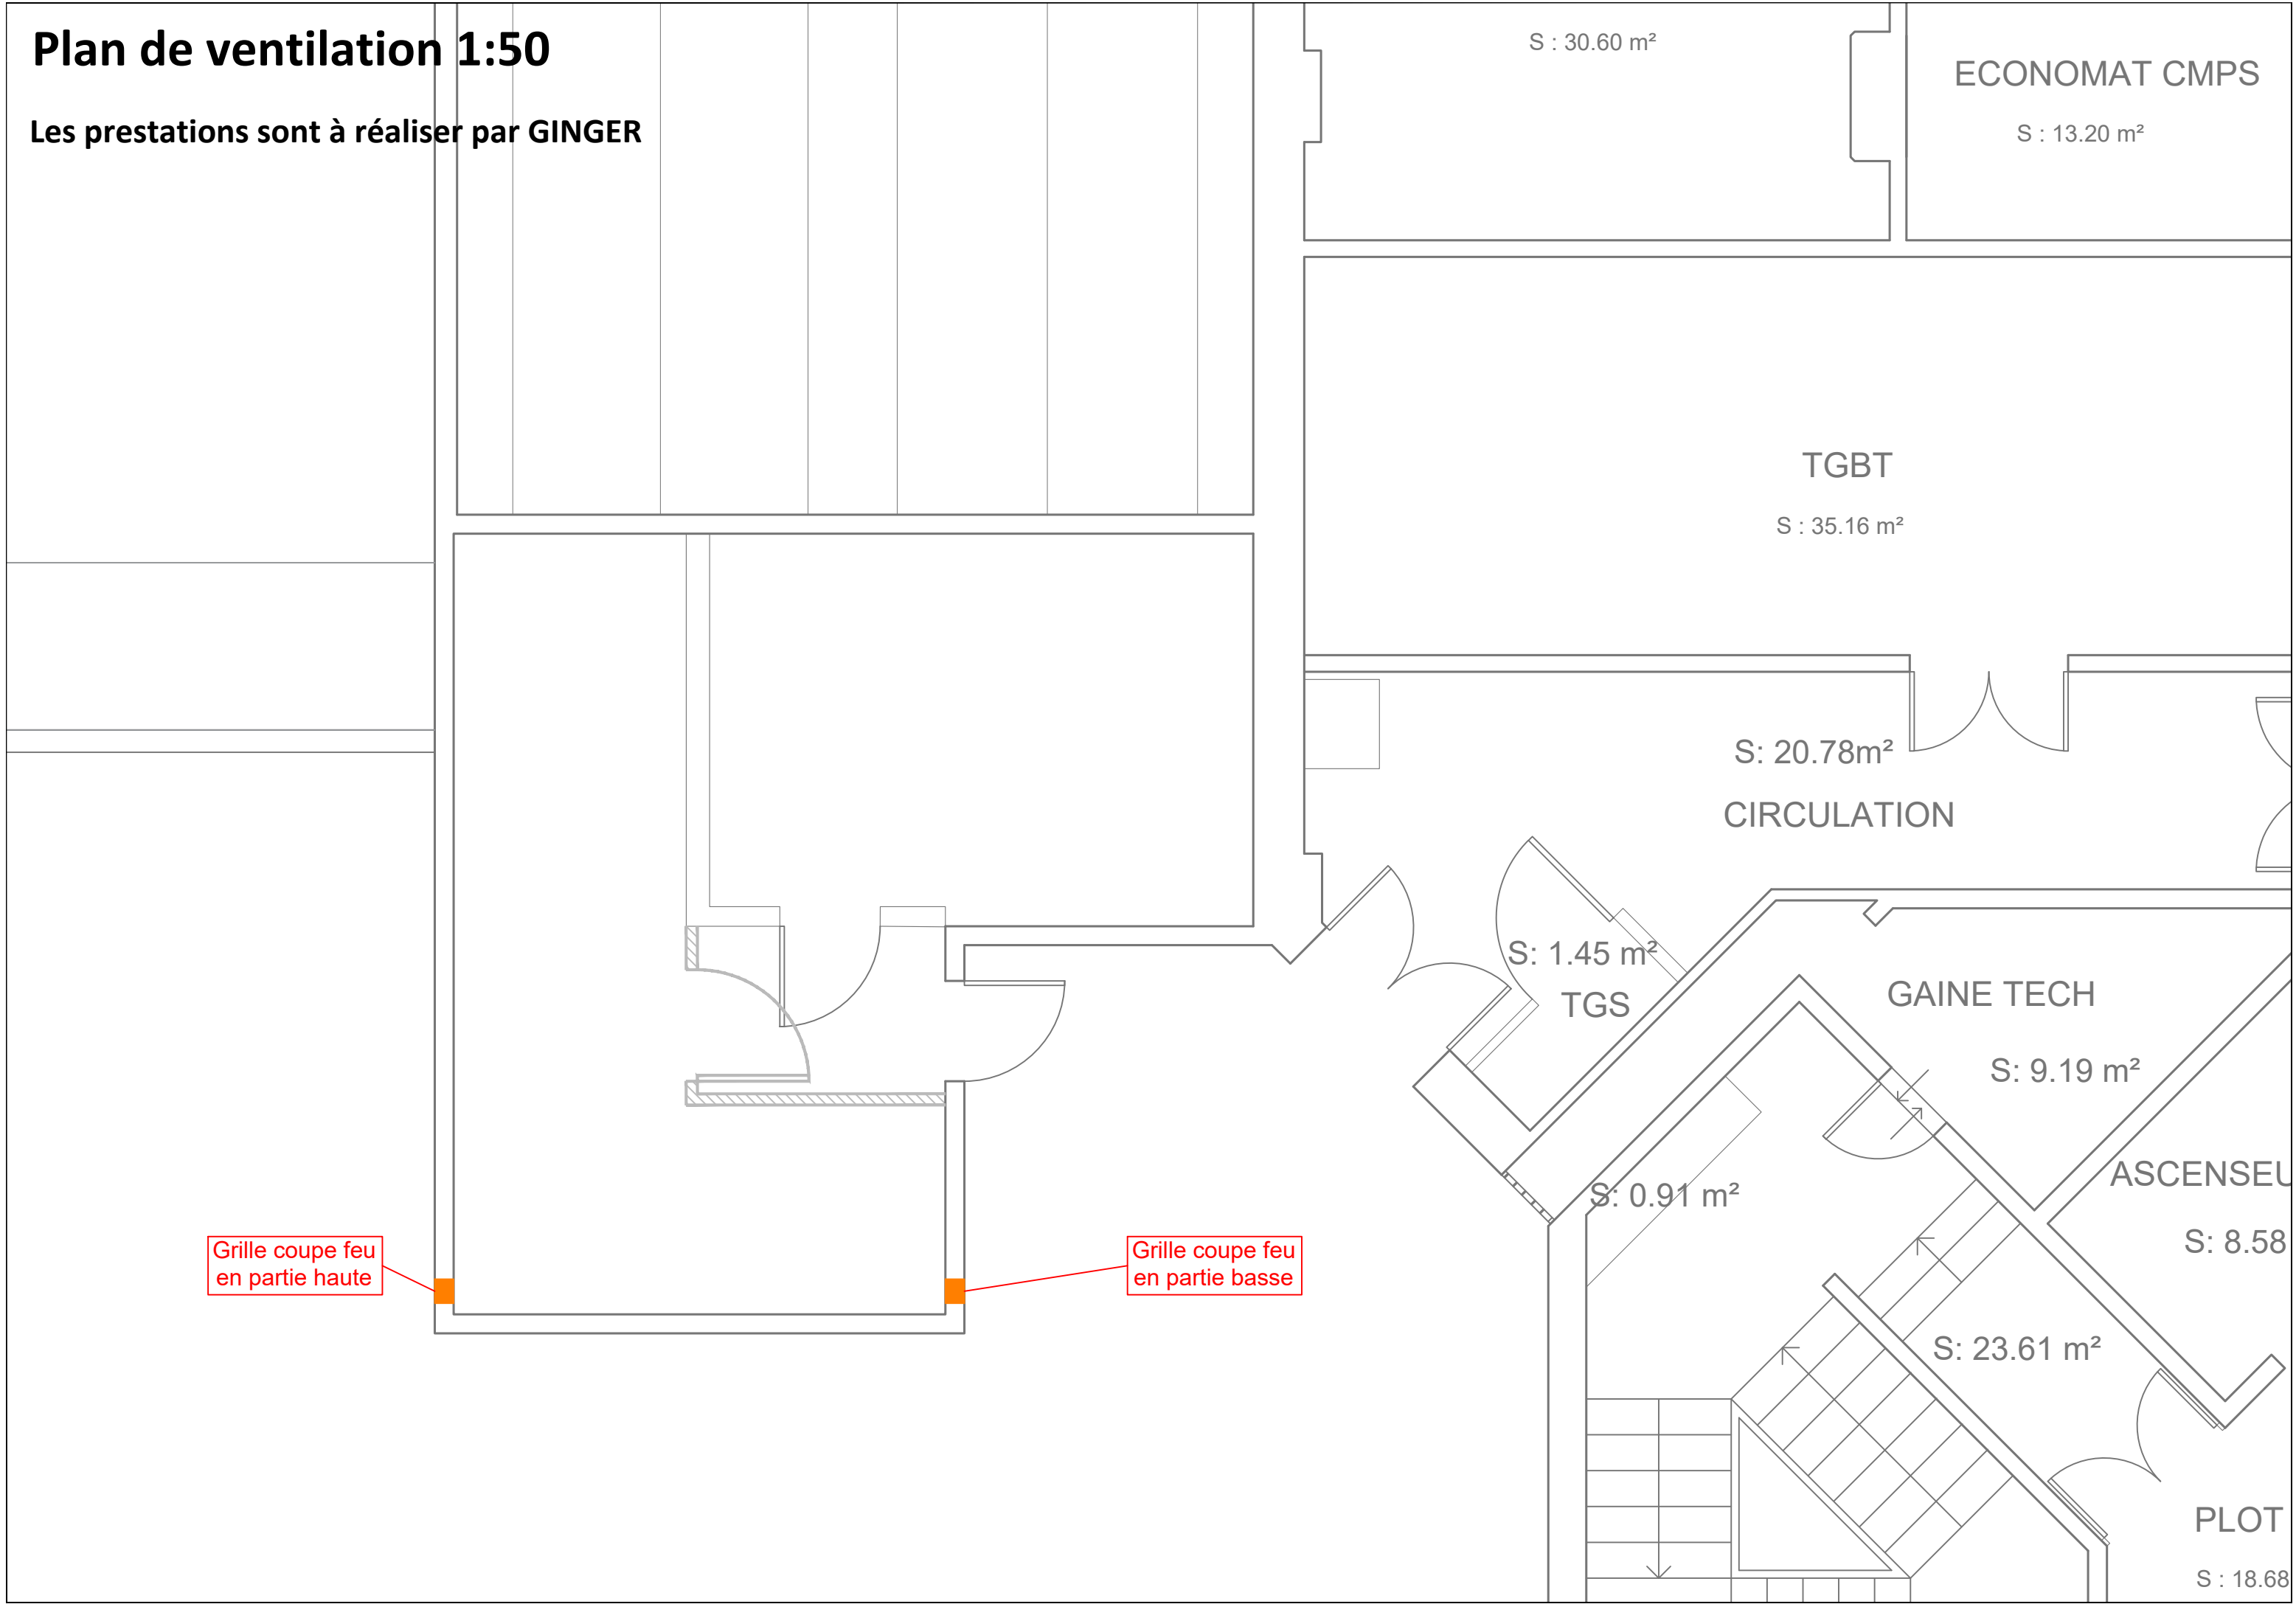 Plan de ventilation 1:50
Les prestations sont à réaliser par GINGER
S : 30.60 m²
ECONOMAT CMPS
S : 13.20 m²
TGBT
S : 35.16 m²
S: 20.78m²
CIRCULATION
S: 1.45 m²
TGS
GAINE TECH
S: 9.19 m²
ASCENSEU
S: 8.58
S: 0.91 m²
Grille coupe feu
en partie haute
Grille coupe feu
en partie basse
S: 23.61 m²
PLOT
S : 18.68